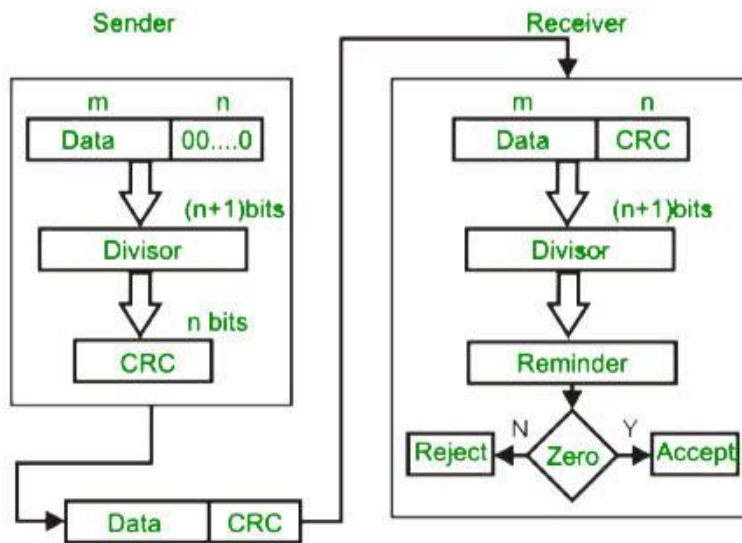 Sender
m n
Data 00....0
(n+1)bits
Divisor
n bits
CRC
Data CRC
Receiver
m n
Data CRC
(n+1)bits
Divisor
Reminder
N Y
Reject Zero Accept